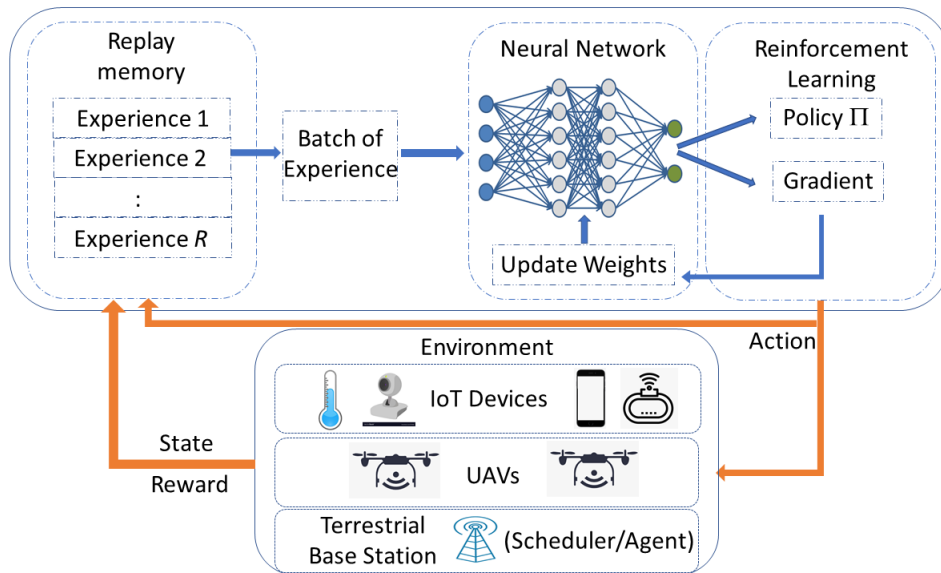 Replay
memory
Experience 1
Experience 2
:
Experience R
Batch of
Experience
Neural Network
Update Weights
Reinforcement
Learning
Policy Π
Gradient
Action
State
Reward
Environment
IoT Devices
UAVs
Terrestrial
Base Station
(Scheduler/Agent)